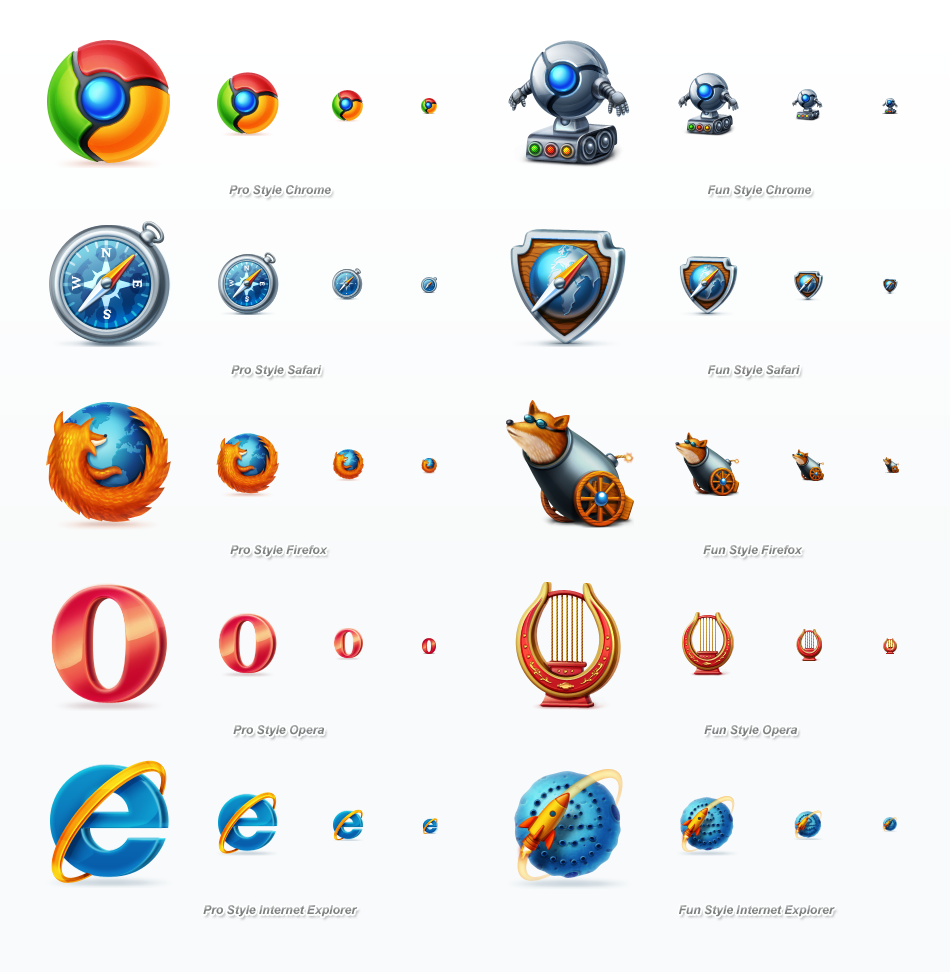 Pro Style Chrome
Fun Style Chrome
N
W
E
S
Pro Style Safari
Fun Style Safari
Pro Style Firefox
Fun Style Firefox
Pro Style Opera
Fun Style Opera
Pro Style Internet Explorer
Fun Style Internet Explorer